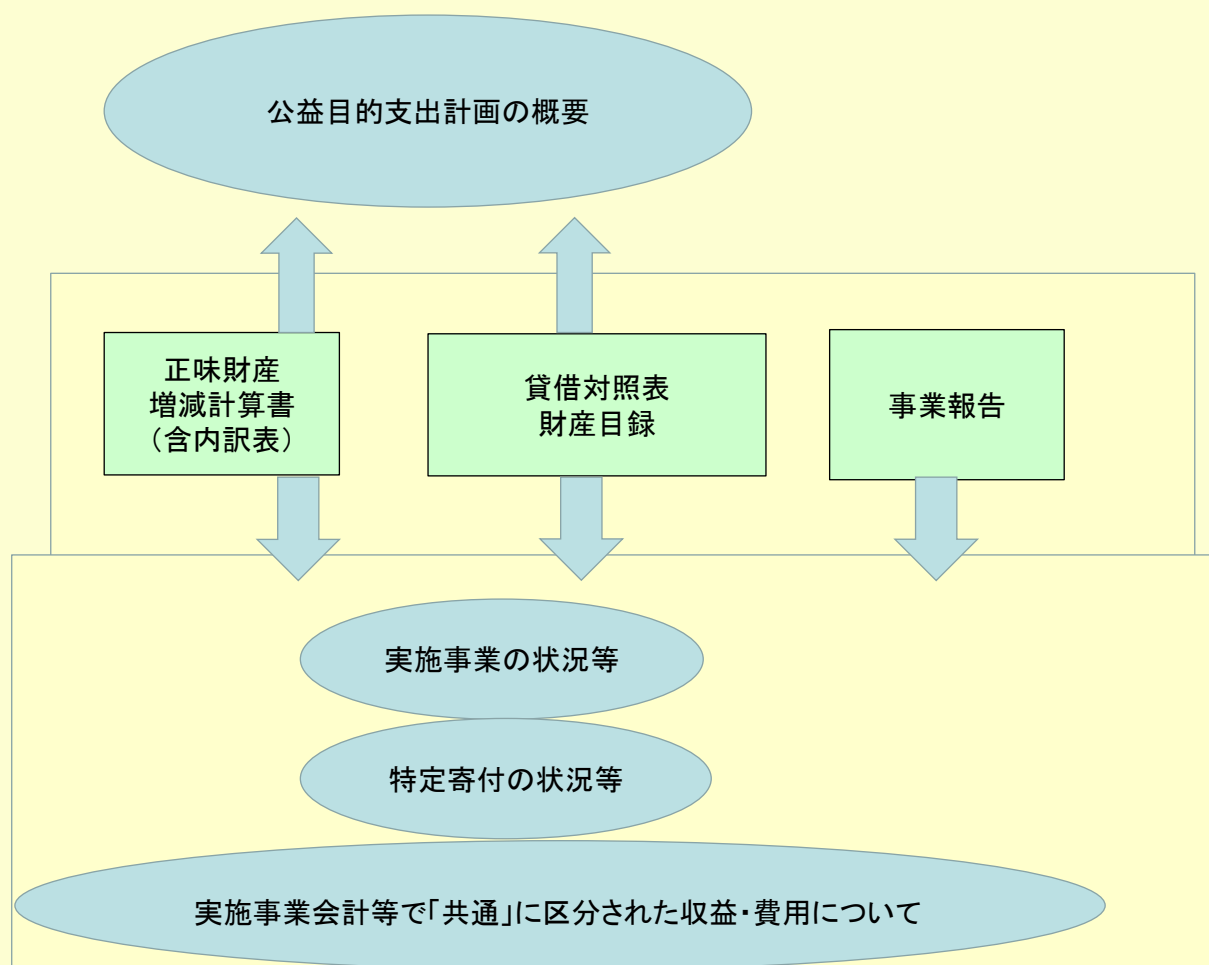 公益目的支出計画の概要
正味財産
増減計算書
（含内訳表）
貸借対照表
財産目録
事業報告
実施事業の状況等
特定寄付の状況等
実施事業会計等で「共通」に区分された収益・費用について